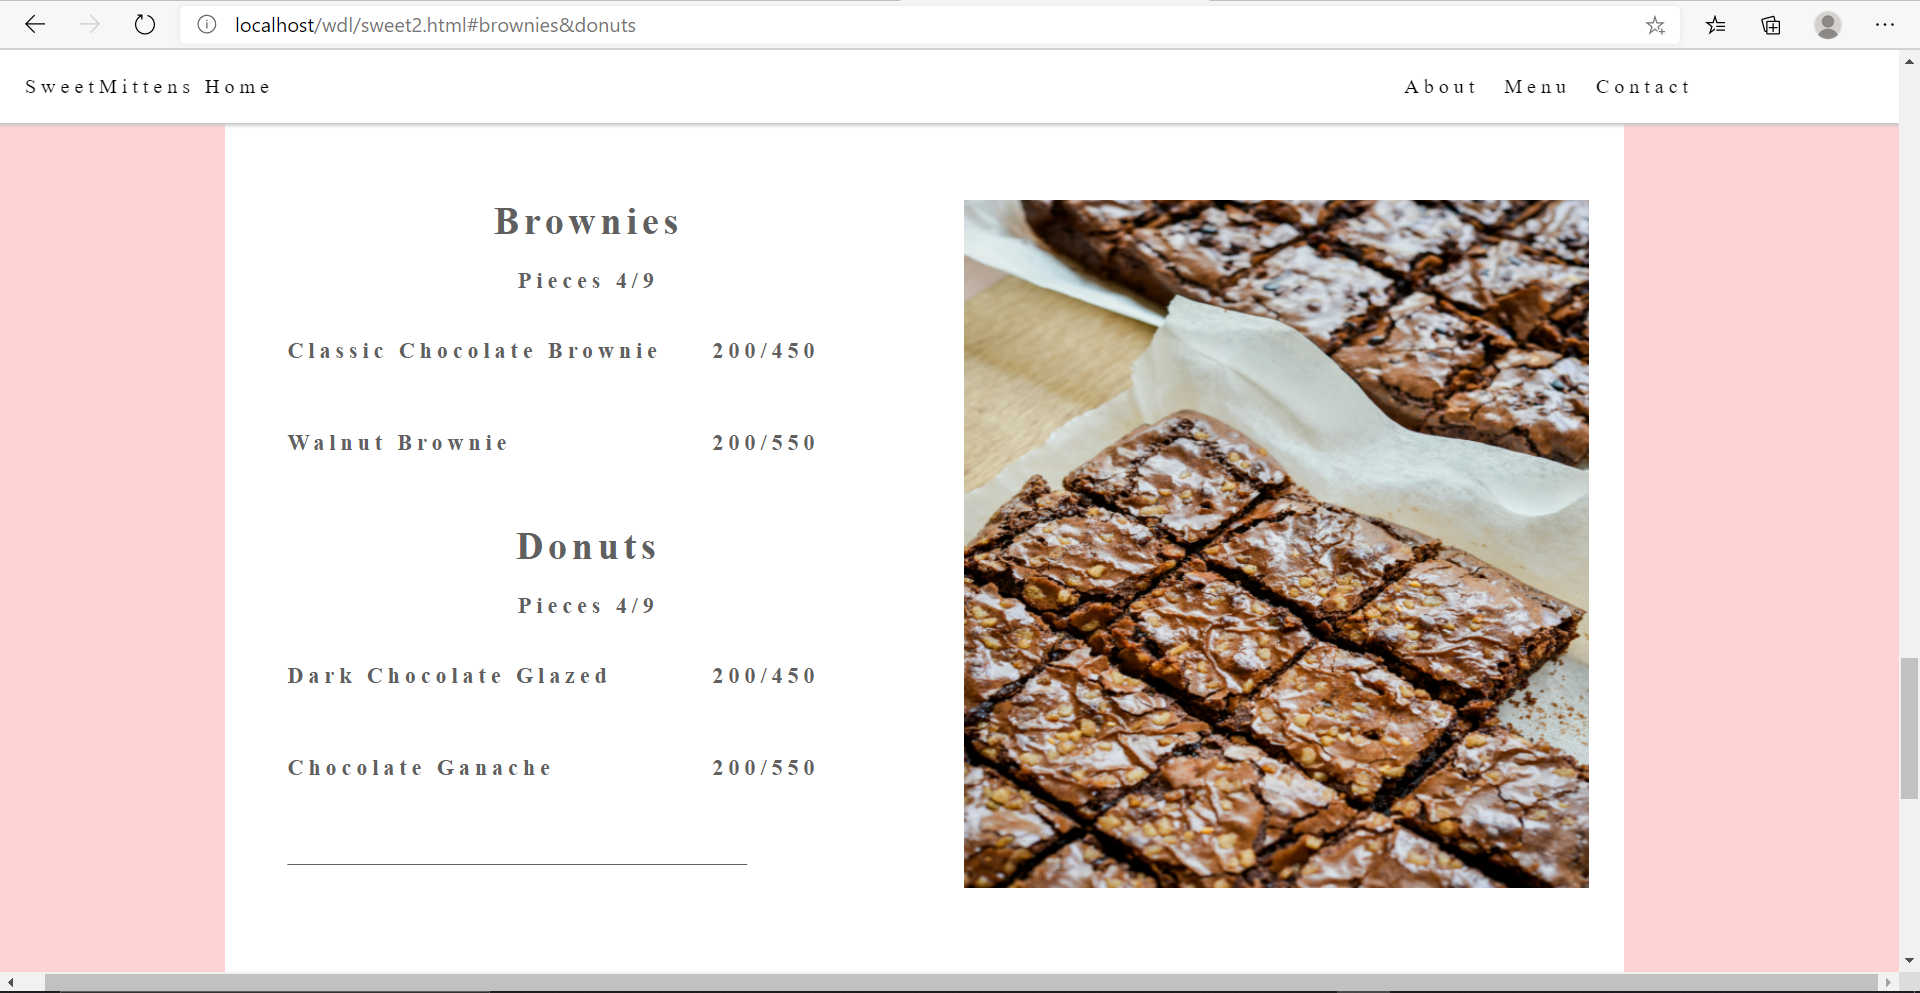 localhost/wdl/sweet2.html#brownies&donuts
SweetMittens Home About Menu Contact
Brownies
Pieces 4/9
Classic Chocolate Brownie 200/450
Walnut Brownie 200/550
Donuts
Pieces 4/9
Dark Chocolate Glazed 200/450
Chocolate Ganache 200/550